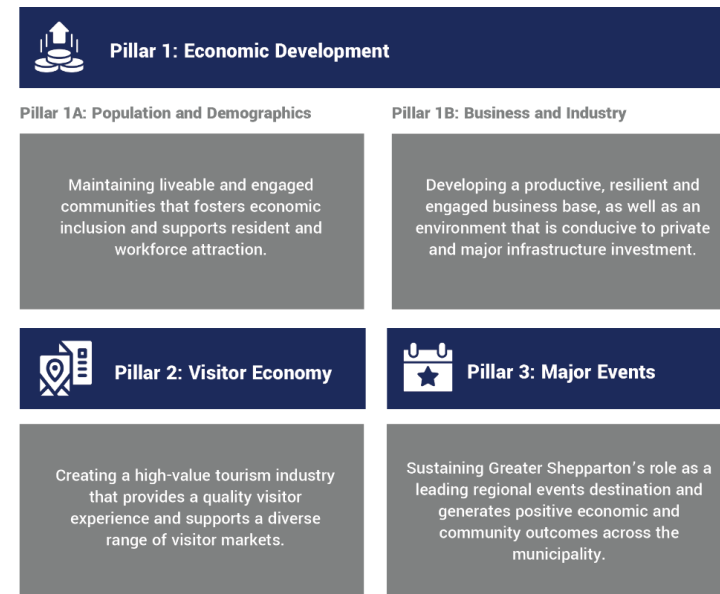 Pillar 1: Economic Development
Pillar 1A: Population and Demographics
Maintaining liveable and engaged
communities that fosters economic
inclusion and supports resident and
workforce attraction.
Pillar 1B: Business and Industry
Developing a productive, resilient and
engaged business base, as well as an
environment that is conducive to private
and major infrastructure investment.
Pillar 2: Visitor Economy
Creating a high-value tourism industry
that provides a quality visitor
experience and supports a diverse
range of visitor markets.
Pillar 3: Major Events
Sustaining Greater Shepparton's role as a
leading regional events destination and
generates positive economic and
community outcomes across the
municipality.